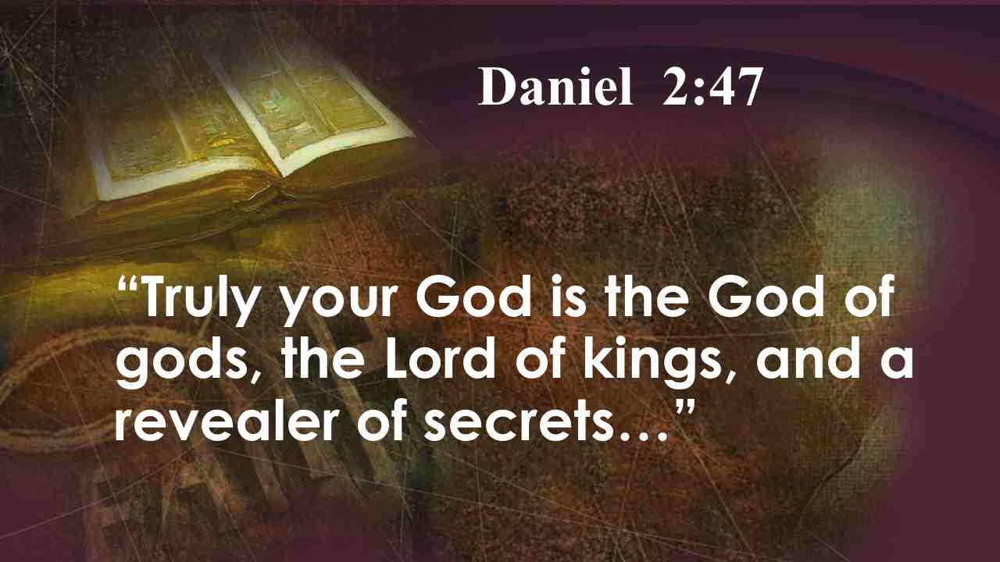 Daniel 2:47
“Truly your God is the God of
gods, the Lord of kings, and a
revealer of secrets…”